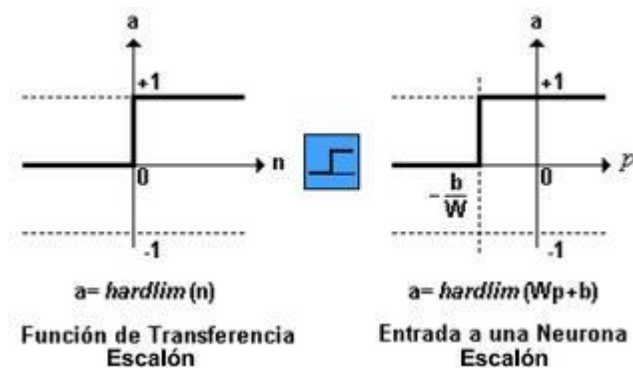 a
+1
n
0
-1
a= hardlim (n)
Función de Transferencia
Escalón
a
+1
p
0
- b/W
-1
a= hardlim (Wp+b)
Entrada a una Neurona
Escalón